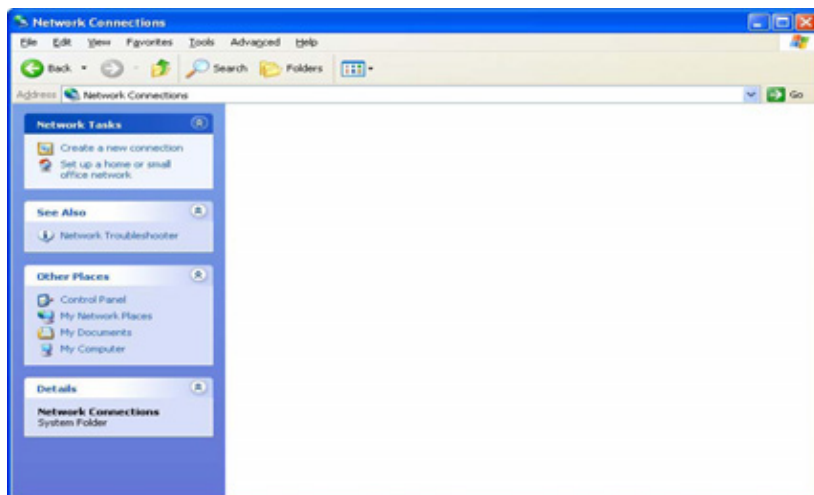 Network Connections
File Edit View Favorites Tools Advanced Help
Back Search Folders
Address Network Connections Go
Network Tasks
Create a new connection
Set up a home or small
office network
See Also
Network Troubleshooter
Other Places
Control Panel
My Network Places
My Documents
My Computer
Details
Network Connections
System Folder